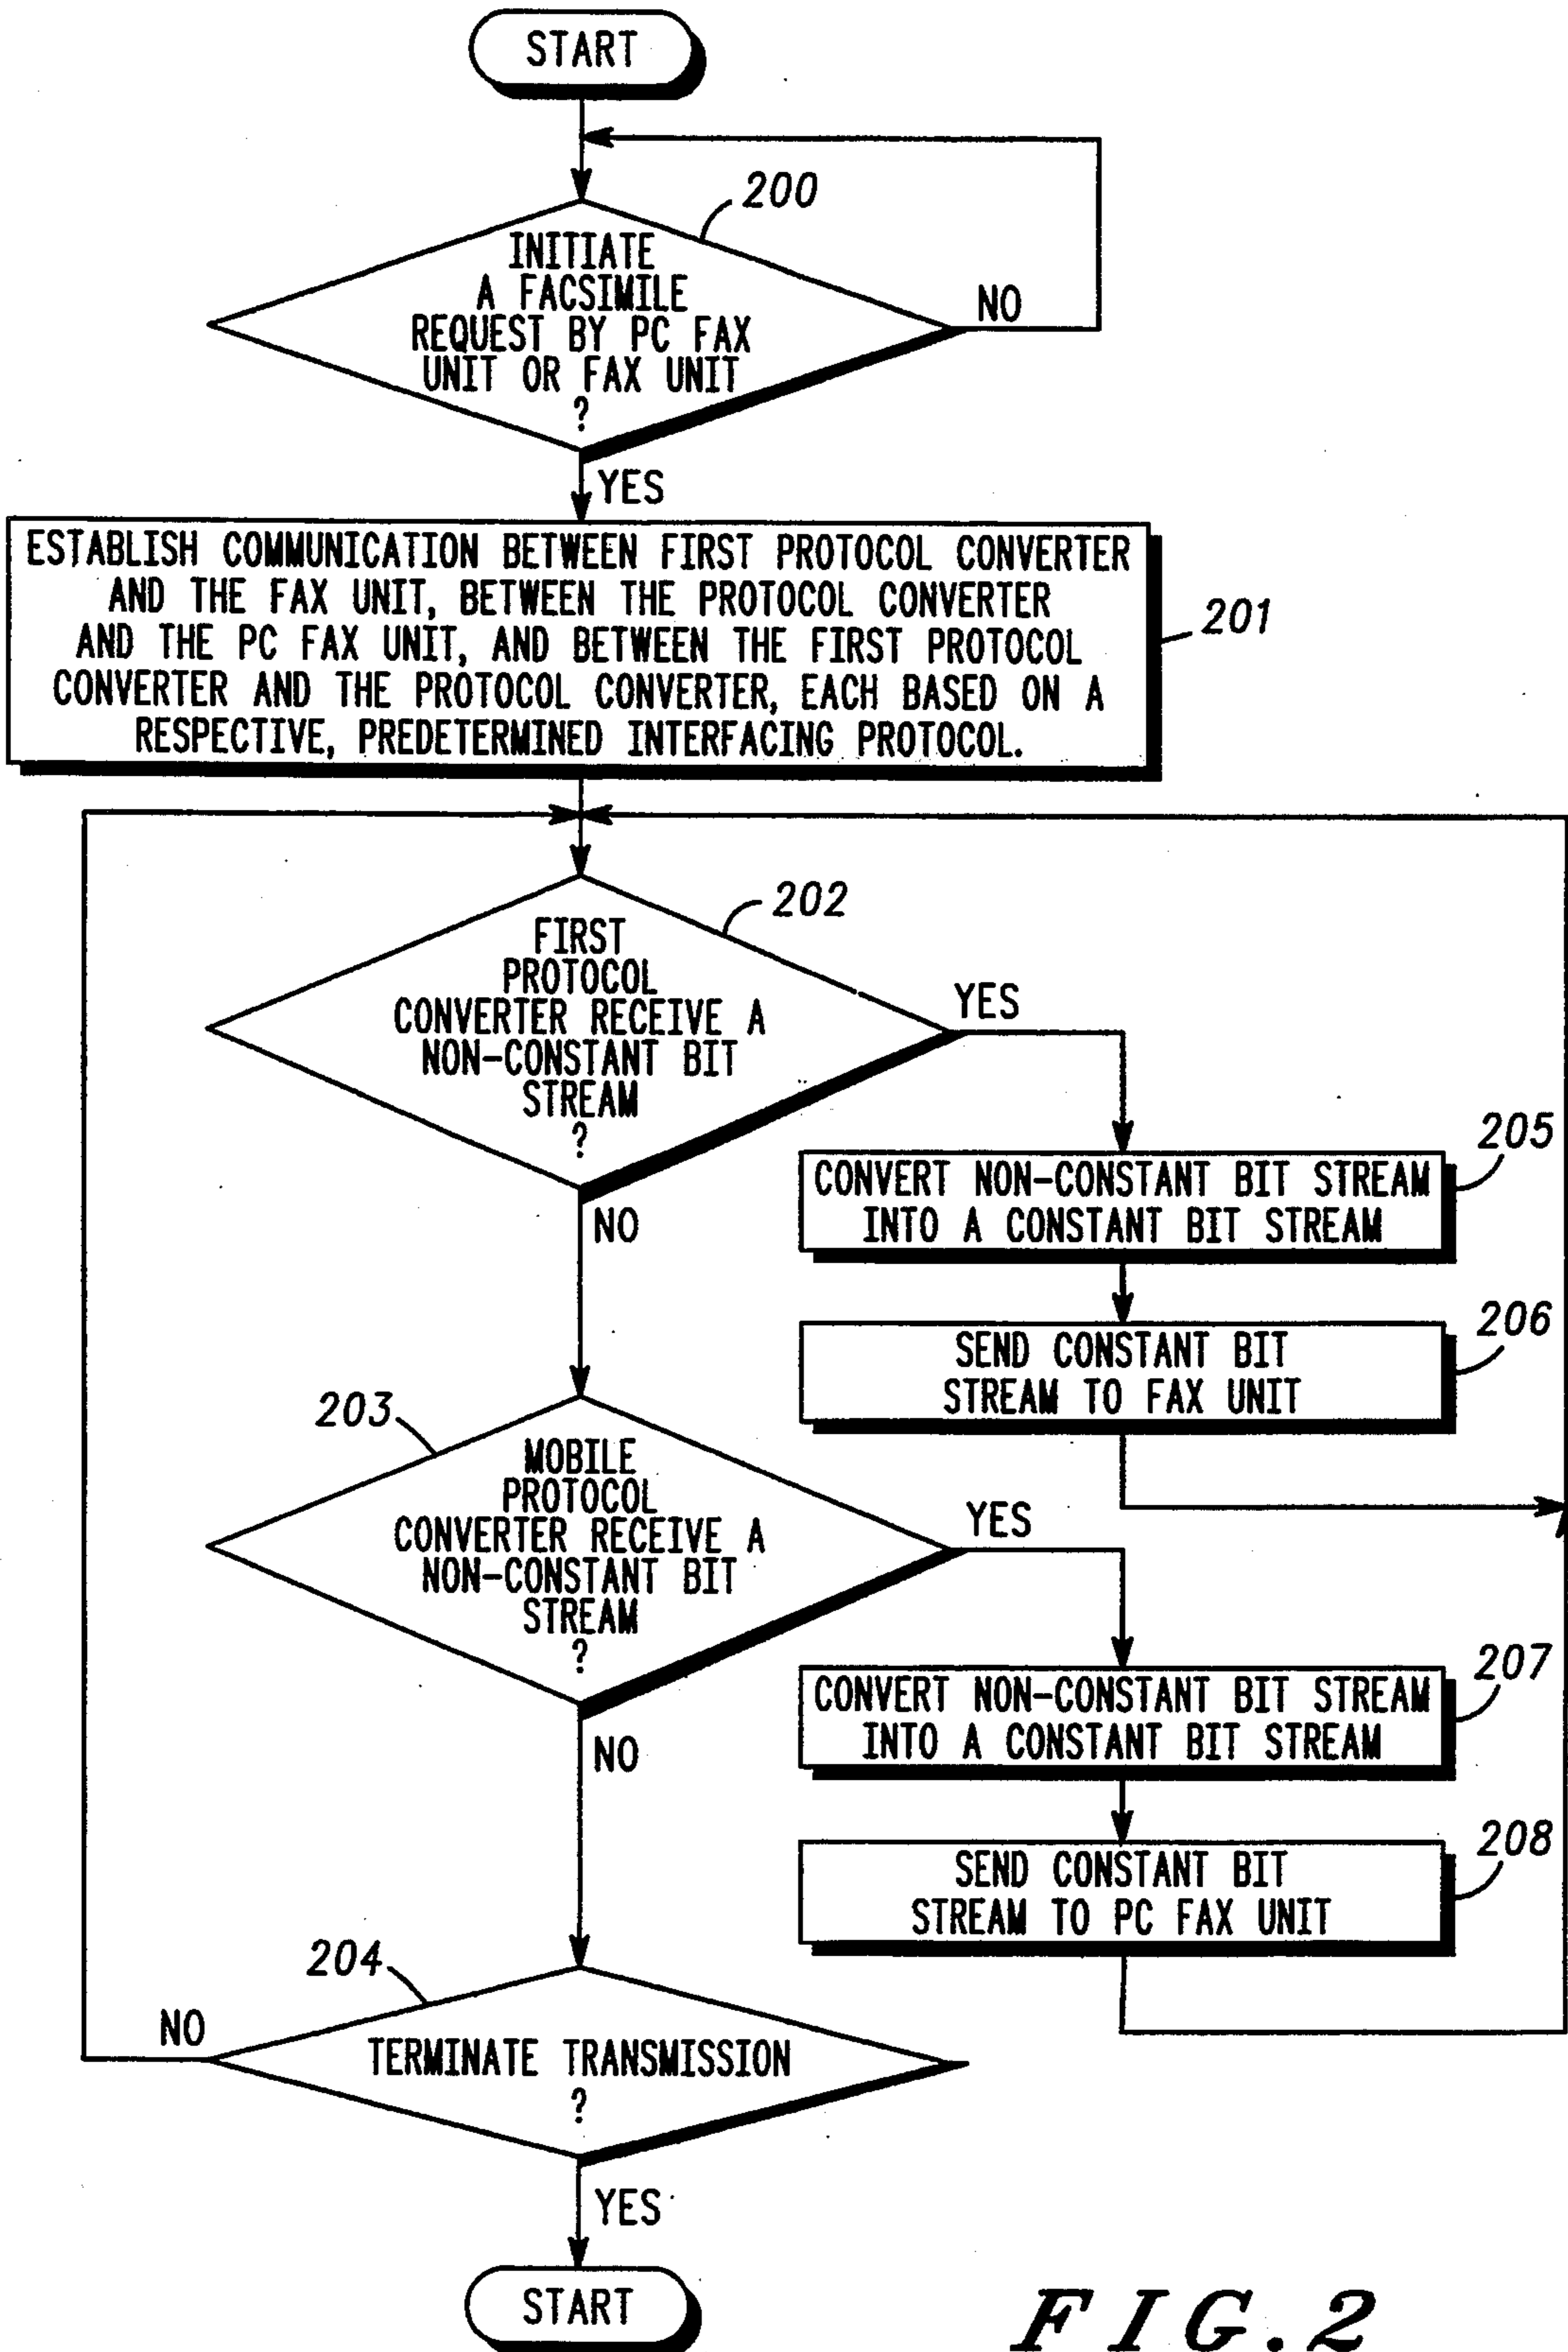 START
200
INITIATE
A FACSIMILE
REQUEST BY PC FAX
UNIT OR FAX UNIT
?
NO
YES
ESTABLISH COMMUNICATION BETWEEN FIRST PROTOCOL CONVERTER
AND THE FAX UNIT, BETWEEN THE PROTOCOL CONVERTER
AND THE PC FAX UNIT, AND BETWEEN THE FIRST PROTOCOL
CONVERTER AND THE PROTOCOL CONVERTER, EACH BASED ON A
RESPECTIVE, PREDETERMINED INTERFACING PROTOCOL.
201
202
FIRST
PROTOCOL
CONVERTER RECEIVE A
NON-CONSTANT BIT
STREAM
?
YES
NO
205
CONVERT NON-CONSTANT BIT STREAM
INTO A CONSTANT BIT STREAM
206
SEND CONSTANT BIT
STREAM TO FAX UNIT
203
MOBILE
PROTOCOL
CONVERTER RECEIVE A
NON-CONSTANT BIT
STREAM
?
YES
NO
207
CONVERT NON-CONSTANT BIT STREAM
INTO A CONSTANT BIT STREAM
208
SEND CONSTANT BIT
STREAM TO PC FAX UNIT
204
NO
TERMINATE TRANSMISSION
?
YES
START
FIG.2